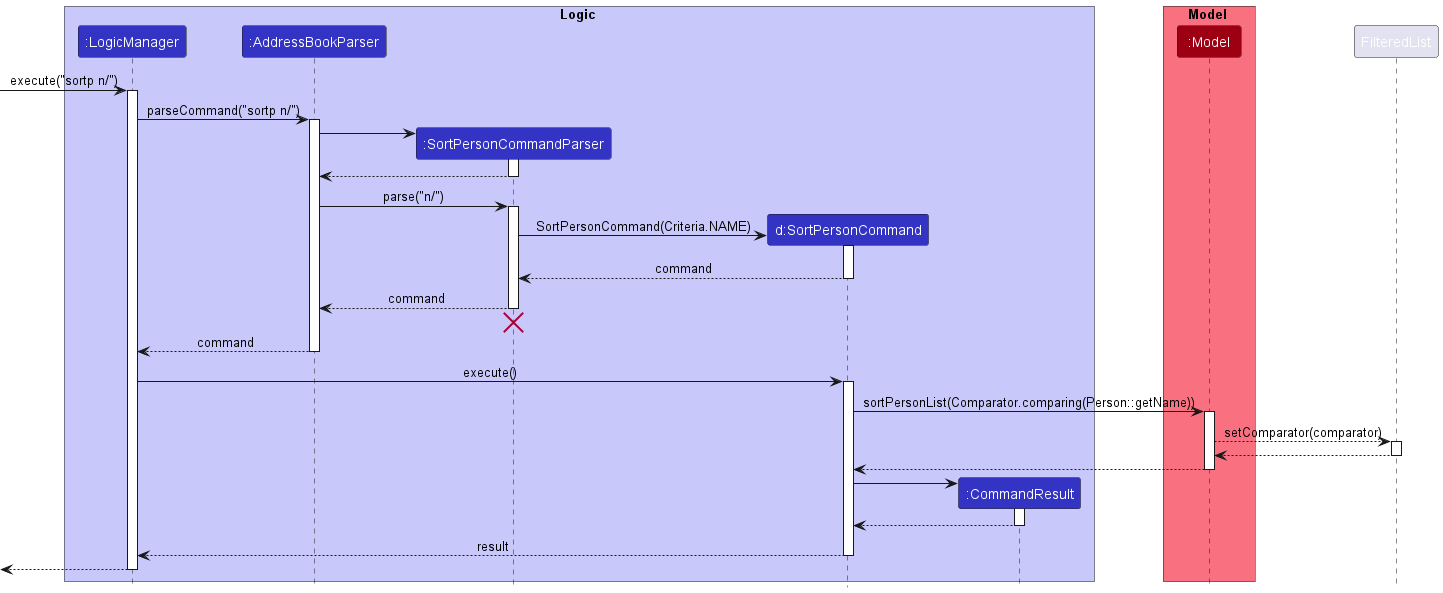 Logic
Model
:LogicManager
:AddressBookParser
:Model
FilteredList
execute("sortp n/")
parseCommand("sortp n/")
:SortPersonCommandParser
parse("n/")
SortPersonCommand(Criteria.NAME)
d:SortPersonCommand
command
command
command
execute()
sortPersonList(Comparator.comparing(Person::getName))
setComparator(comparator)
:CommandResult
result